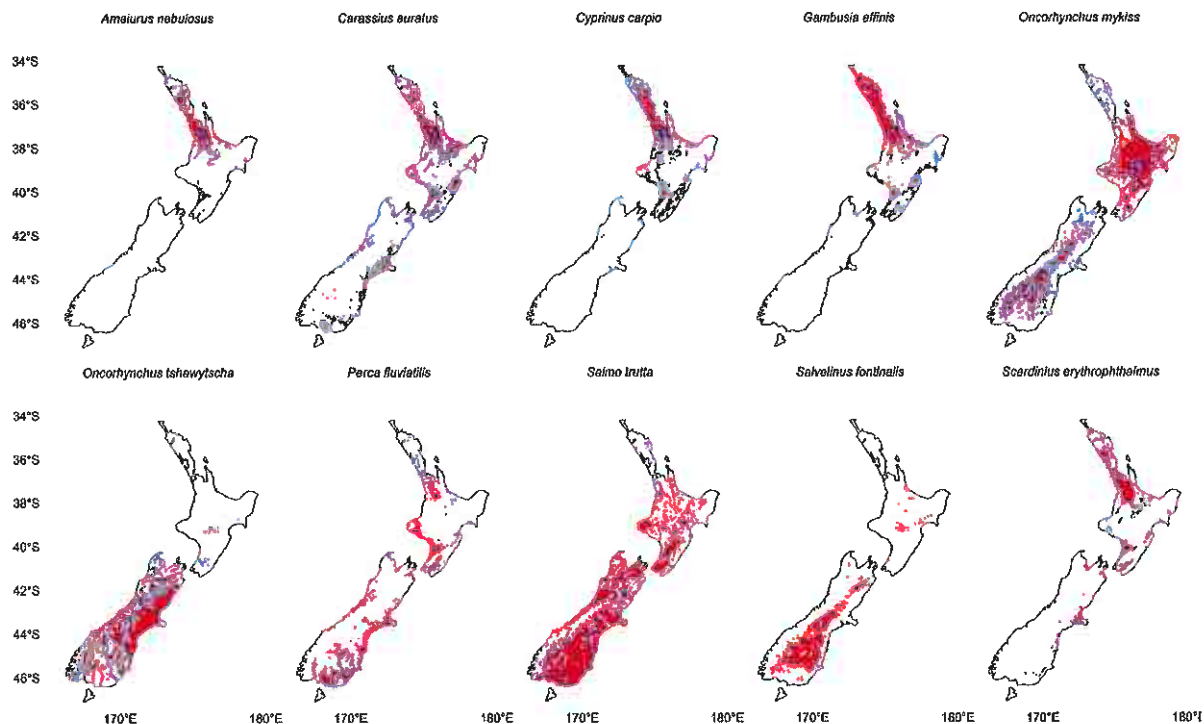 Ameiurus nebulosus Carassius auratus Cyprinus carpio Gambusia affinis Oncorhynchus mykiss
34°S
36°S
38°S
40°S
42°S
44°S
46°S
Oncorhynchus tshawytscha Perca fluviatilis Salmo trutta Salvelinus fontinalis Scardinius erythrophthalmus
34°S
36°S
38°S
40°S
42°S
44°S
46°S
170°E 180°E 170°E 180°E 170°E 180°E 170°E 180°E 170°E